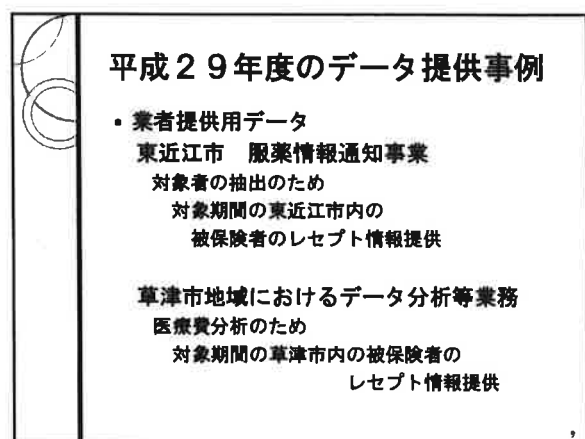 平成２９年度のデータ提供事例
・業者提供用データ
東近江市　服薬情報通知事業
対象者の抽出のため
対象期間の東近江市内の
被保険者のレセプト情報提供
草津市地域におけるデータ分析等業務
医療費分析のため
対象期間の草津市内の被保険者の
レセプト情報提供